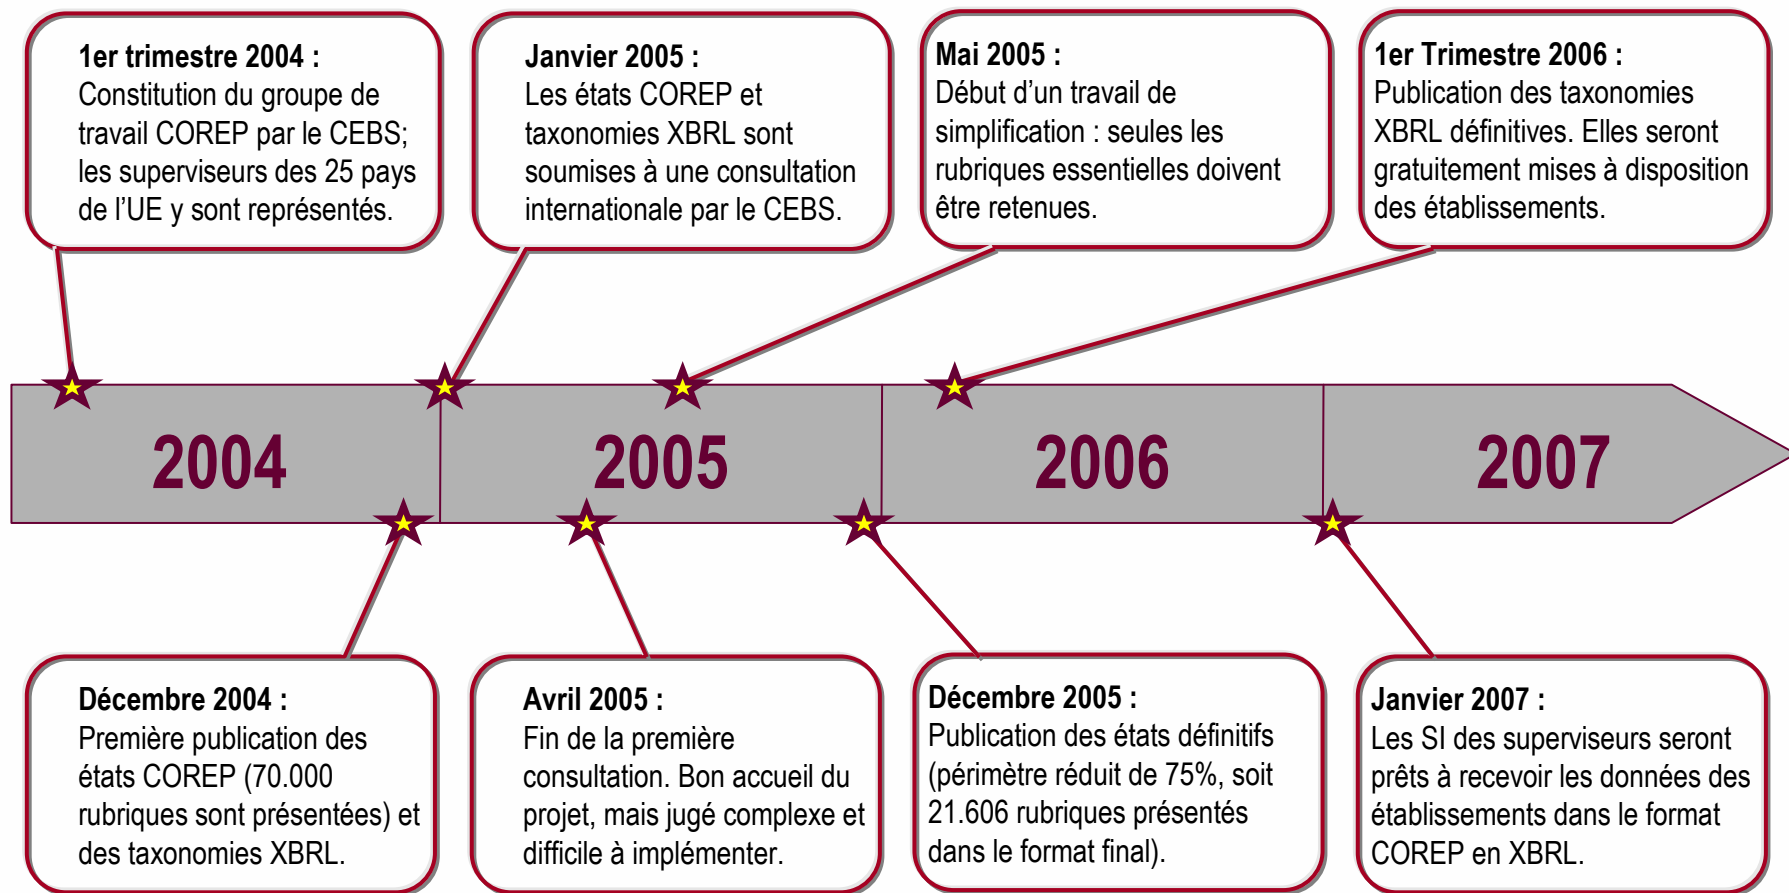 1er trimestre 2004 :
Constitution du groupe de
travail COREP par le CEBS;
les superviseurs des 25 pays
de l'UE y sont représentés.
Janvier 2005 :
Les états COREP et
taxonomies XBRL sont
soumises à une consultation
internationale par le CEBS.
Mai 2005 :
Début d'un travail de
simplification : seules les
rubriques essentielles doivent
être retenues.
1er Trimestre 2006 :
Publication des taxonomies
XBRL définitives. Elles seront
gratuitement mises à disposition
des établissements.
2004
2005
2006
2007
Décembre 2004 :
Première publication des
états COREP (70.000
rubriques sont présentées) et
des taxonomies XBRL.
Avril 2005 :
Fin de la première
consultation. Bon accueil du
projet, mais jugé complexe et
difficile à implémenter.
Décembre 2005 :
Publication des états définitifs
(périmètre réduit de 75%, soit
21.606 rubriques présentés
dans le format final).
Janvier 2007 :
Les SI des superviseurs seront
prêts à recevoir les données des
établissements dans le format
COREP en XBRL.